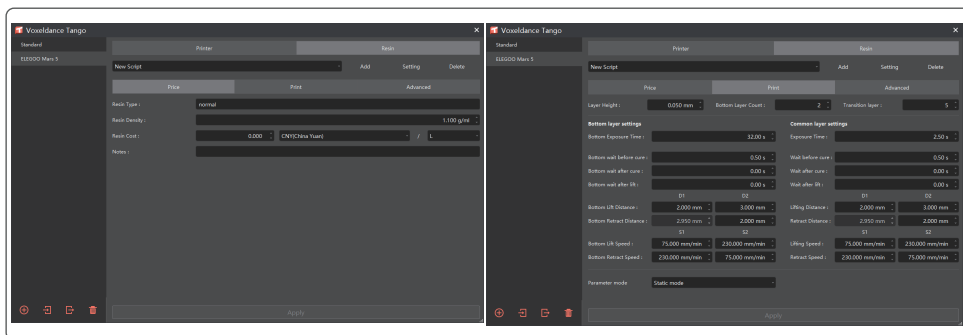 Voxeldance Tango
Standard
ELEGOO Mars 5
Printer Resin
New Script Add Setting Delete
Price Print Advanced
Resin Type : normal
Resin Density : 1.100 g/ml
Resin Cost : 0.000 CNY(China Yuan) / L
Notes :
Apply
Voxeldance Tango
Standard
ELEGOO Mars 5
Printer Resin
New Script Add Setting Delete
Price Print Advanced
Layer Height : 0.050 mm Bottom Layer Count : 2 Transition layer : 5
Bottom layer settings Common layer settings
Bottom Exposure Time : 32.00 s Exposure Time : 2.50 s
Bottom wait before cure : 0.50 s Wait before cure : 0.50 s
Bottom wait after cure : 0.00 s Wait after cure : 0.00 s
Bottom wait after lift : 0.00 s Wait after lift : 0.00 s
D1 D2 D1 D2
Bottom Lift Distance : 2.000 mm 3.000 mm Lifting Distance : 2.000 mm 3.000 mm
Bottom Retract Distance : 2.950 mm 2.000 mm Retract Distance : 2.950 mm 2.000 mm
S1 S2 S1 S2
Bottom Lift Speed : 75.000 mm/min 230.000 mm/min Lifting Speed : 75.000 mm/min 230.000 mm/min
Bottom Retract Speed : 230.000 mm/min 75.000 mm/min Retract Speed : 230.000 mm/min 75.000 mm/min
Parameter mode Static mode
Apply